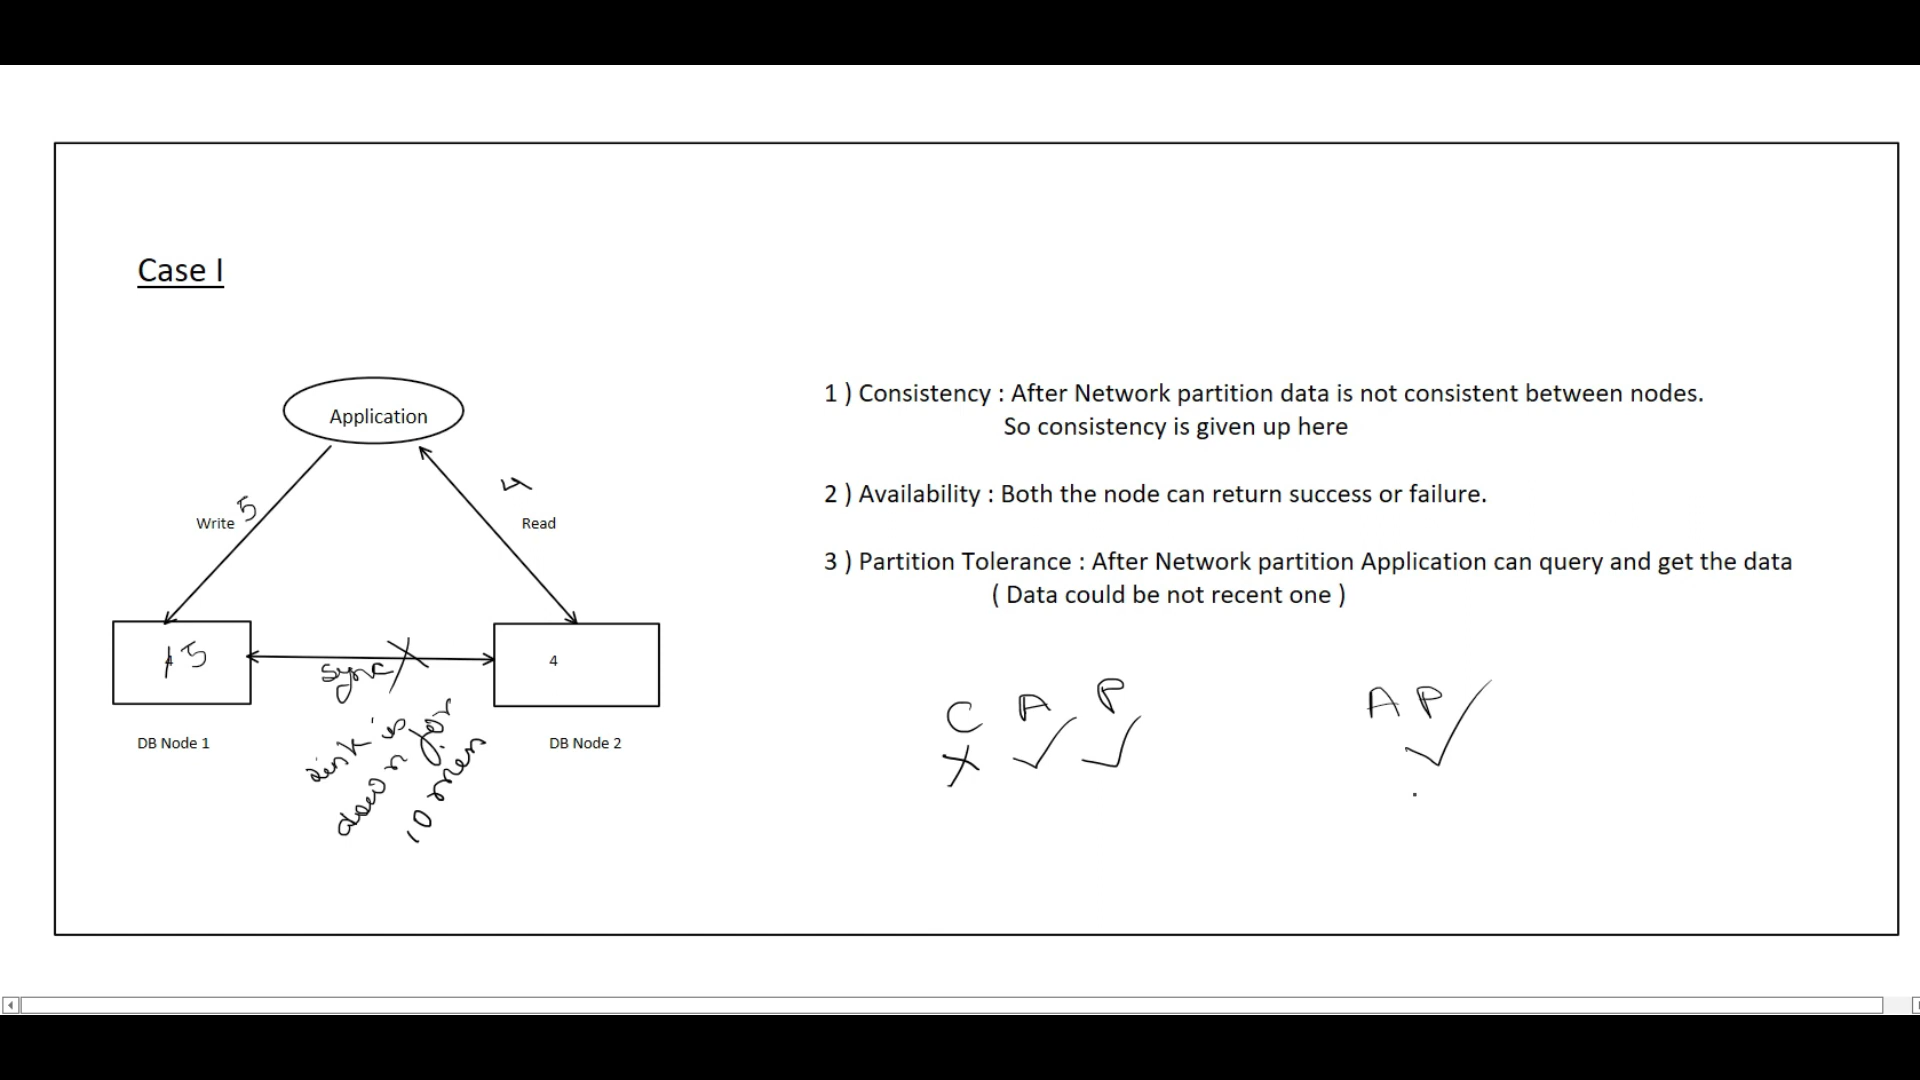 Case I
Application
1 ) Consistency : After Network partition data is not consistent between nodes.
So consistency is given up here
2 ) Availability : Both the node can return success or failure.
3 ) Partition Tolerance : After Network partition Application can query and get the data
( Data could be not recent one )
Write 5
4
Read
5
sync
4
DB Node 1
DB Node 2
Link is
down for
10 min
C A P
A P